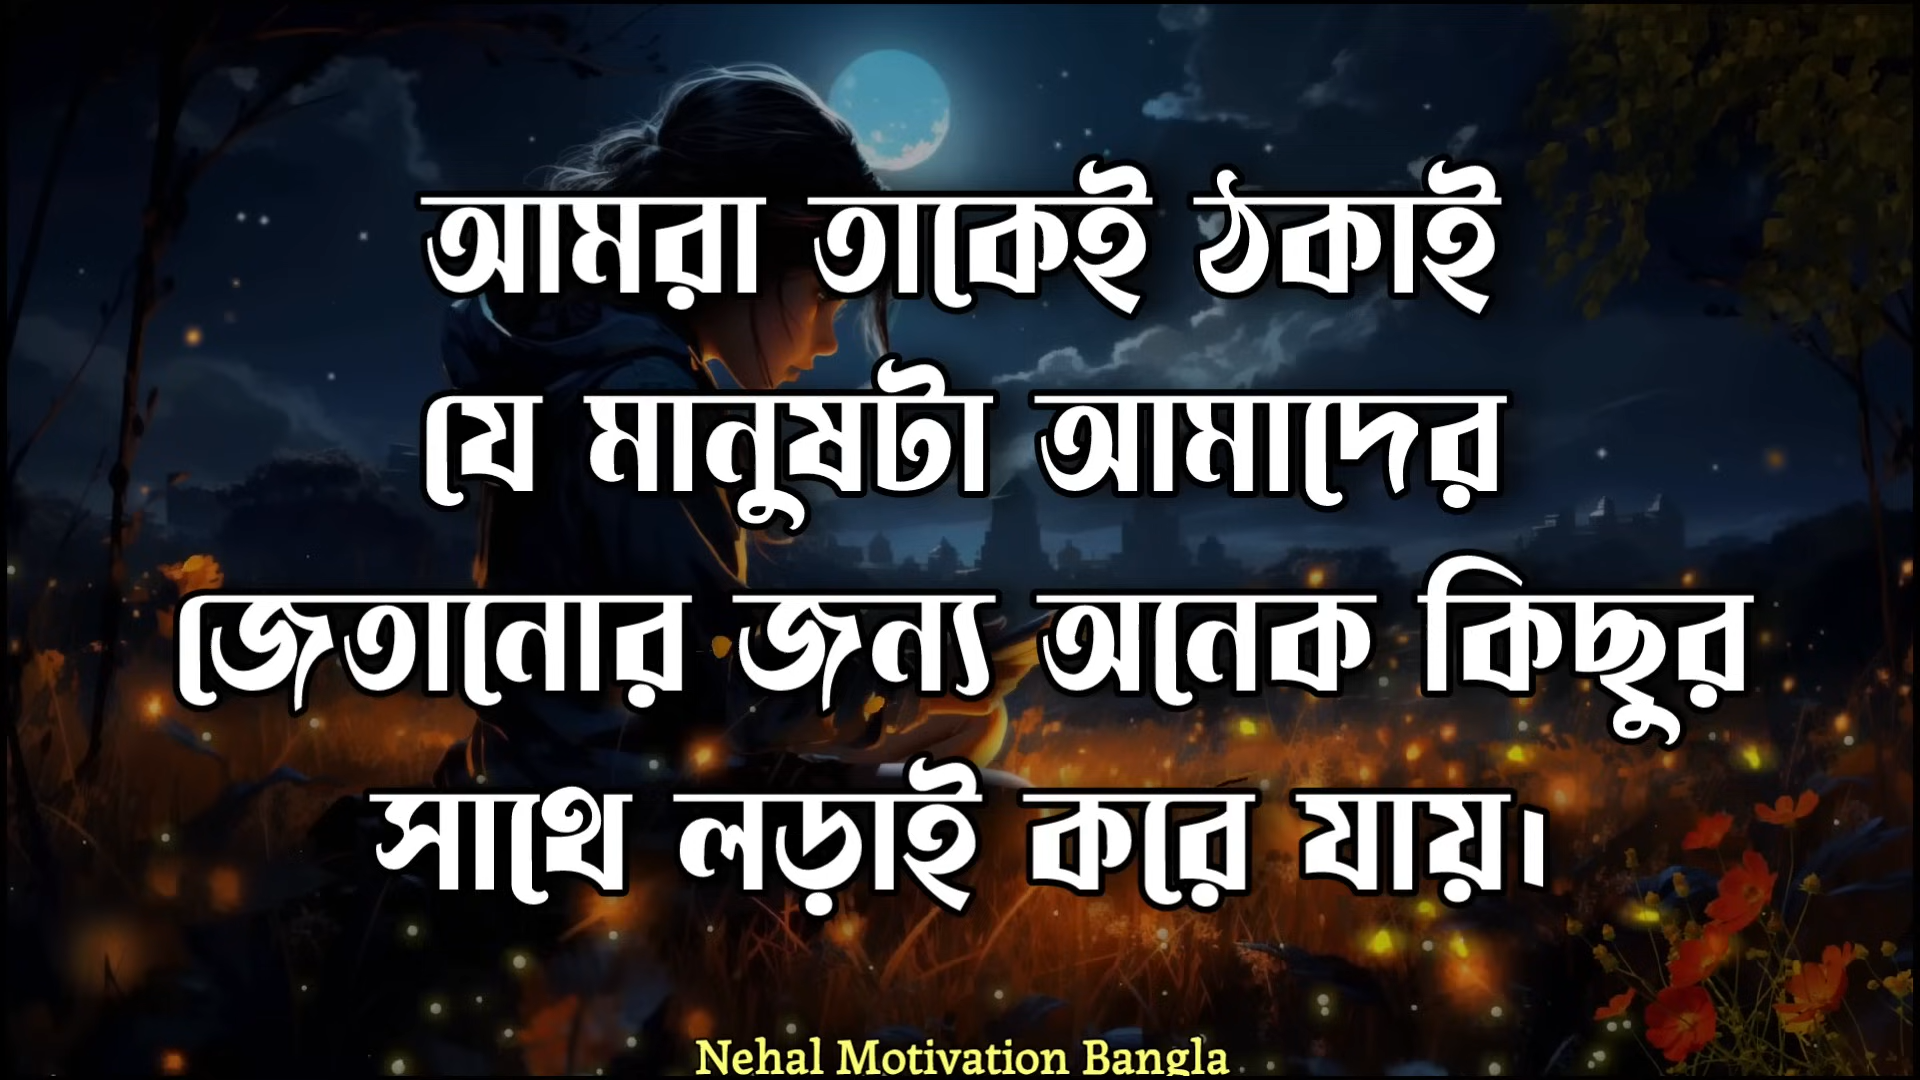 আমরা তাকেই ঠকাই
যে মানুষটা আমাদের
জেতানোর জন্য অনেক কিছুর
সাথে লড়াই করে যায়।
Nehal Motivation Bangla